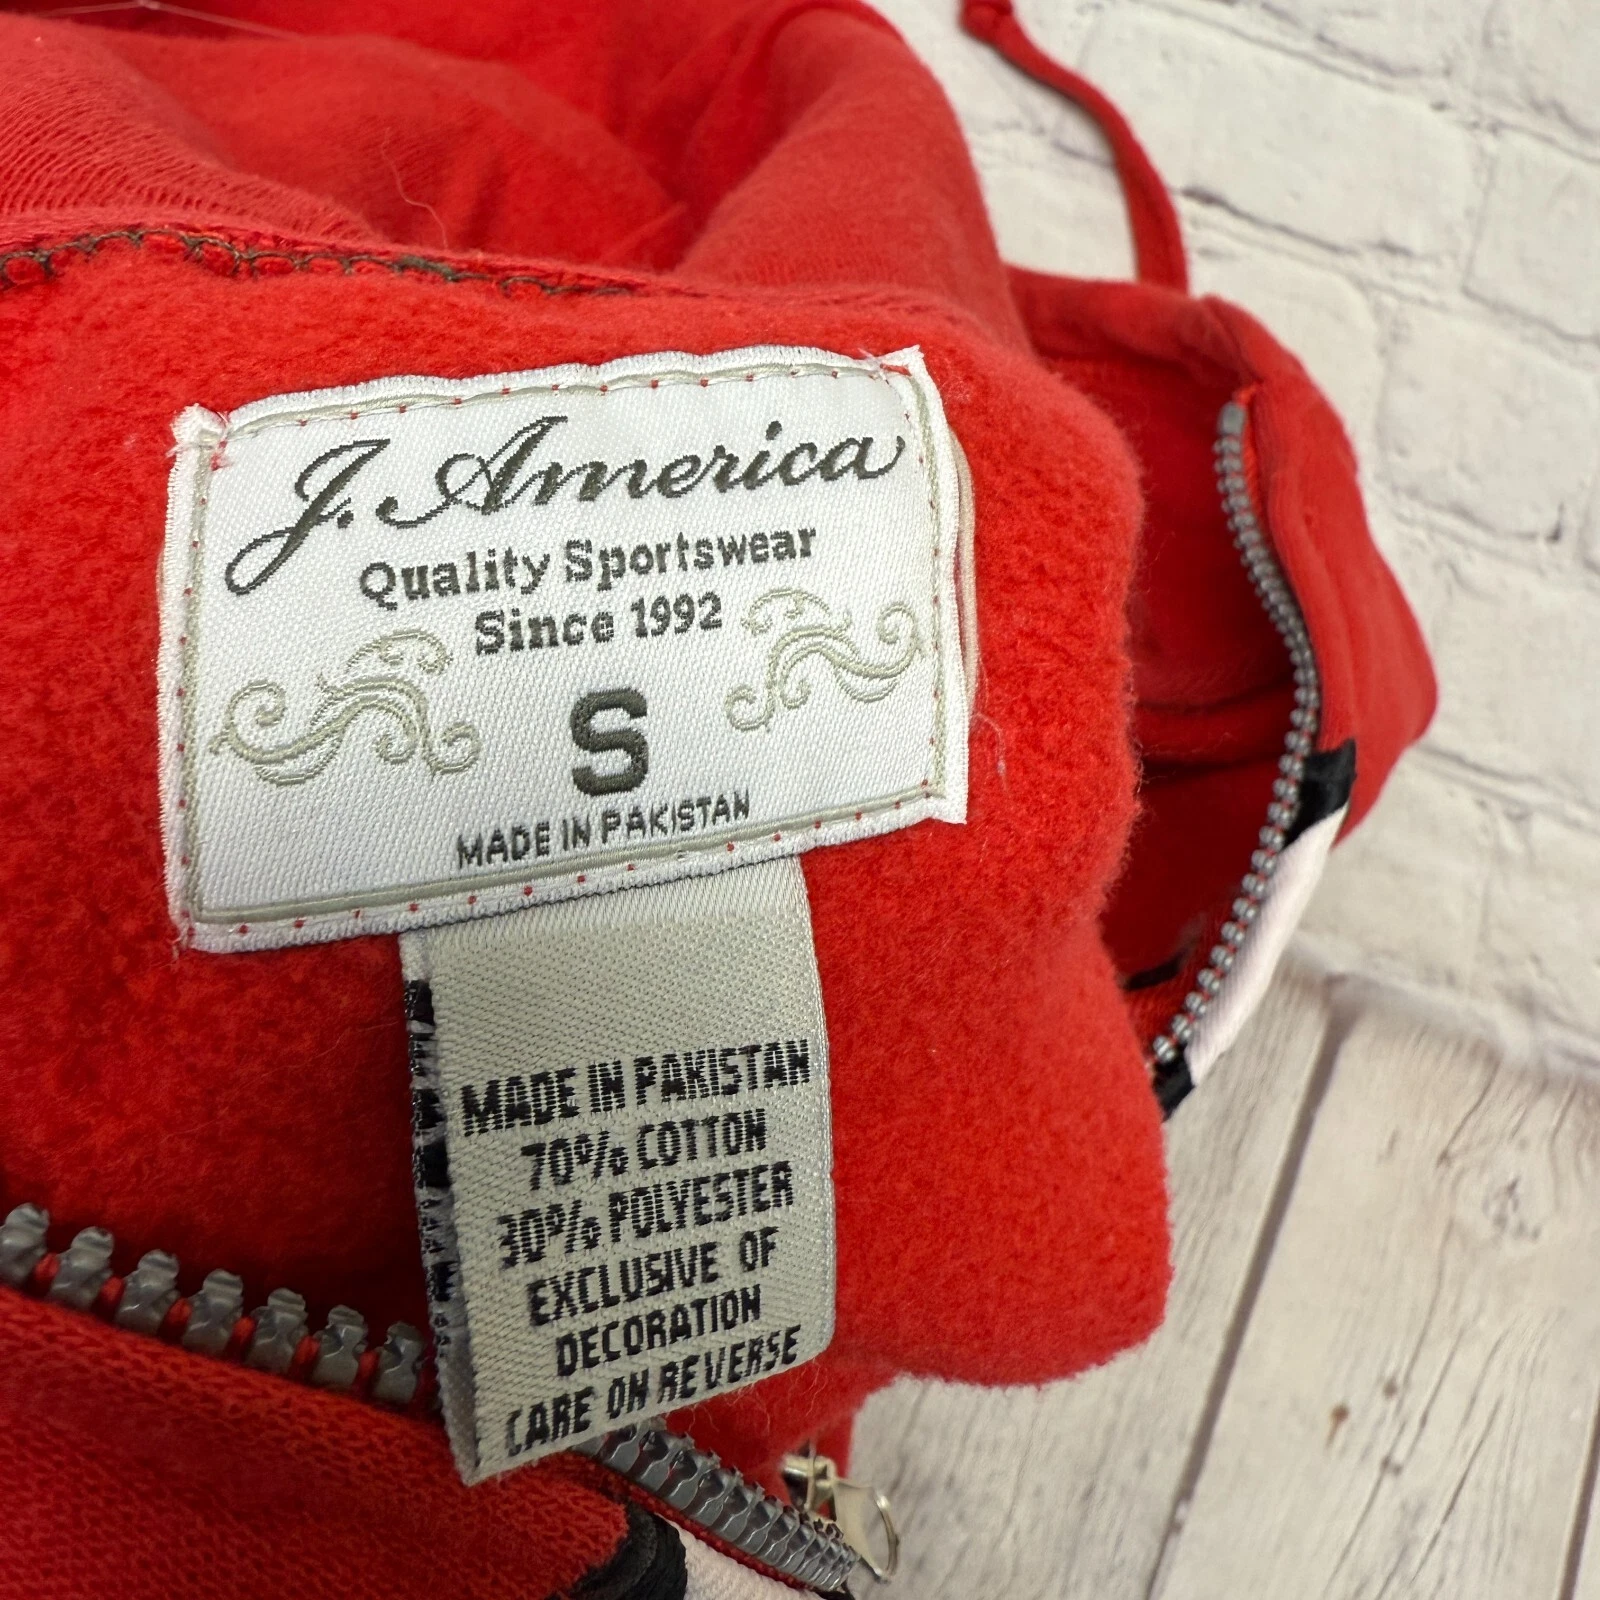 J. America
Quality Sportswear
Since 1992
S
MADE IN PAKISTAN
MADE IN PAKISTAN
70% COTTON
30% POLYESTER
EXCLUSIVE OF
DECORATION
CARE ON REVERSE